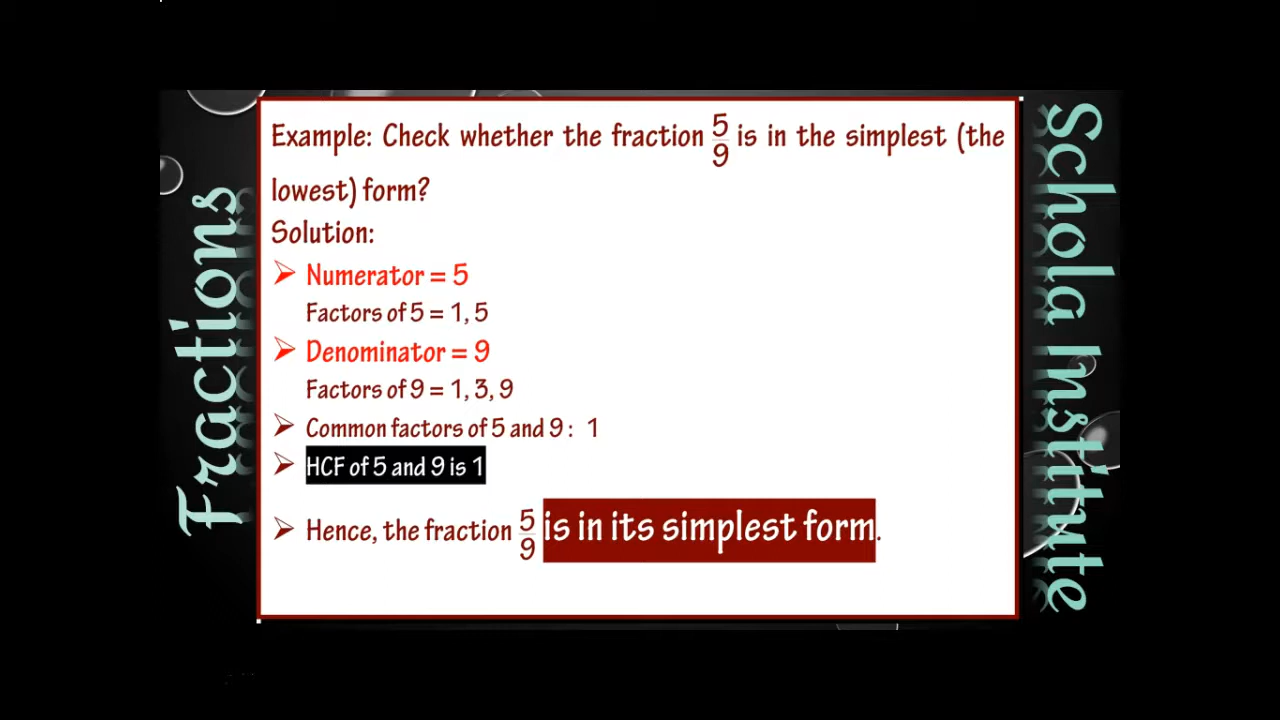 Fractions
Example: Check whether the fraction 5/9 is in the simplest (the
lowest) form?
Solution:
➢ Numerator = 5
Factors of 5 = 1, 5
➢ Denominator = 9
Factors of 9 = 1, 3, 9
➢ Common factors of 5 and 9 : 1
➢ HCF of 5 and 9 is 1
➢ Hence, the fraction 5/9 is in its simplest form.
Schola Institute